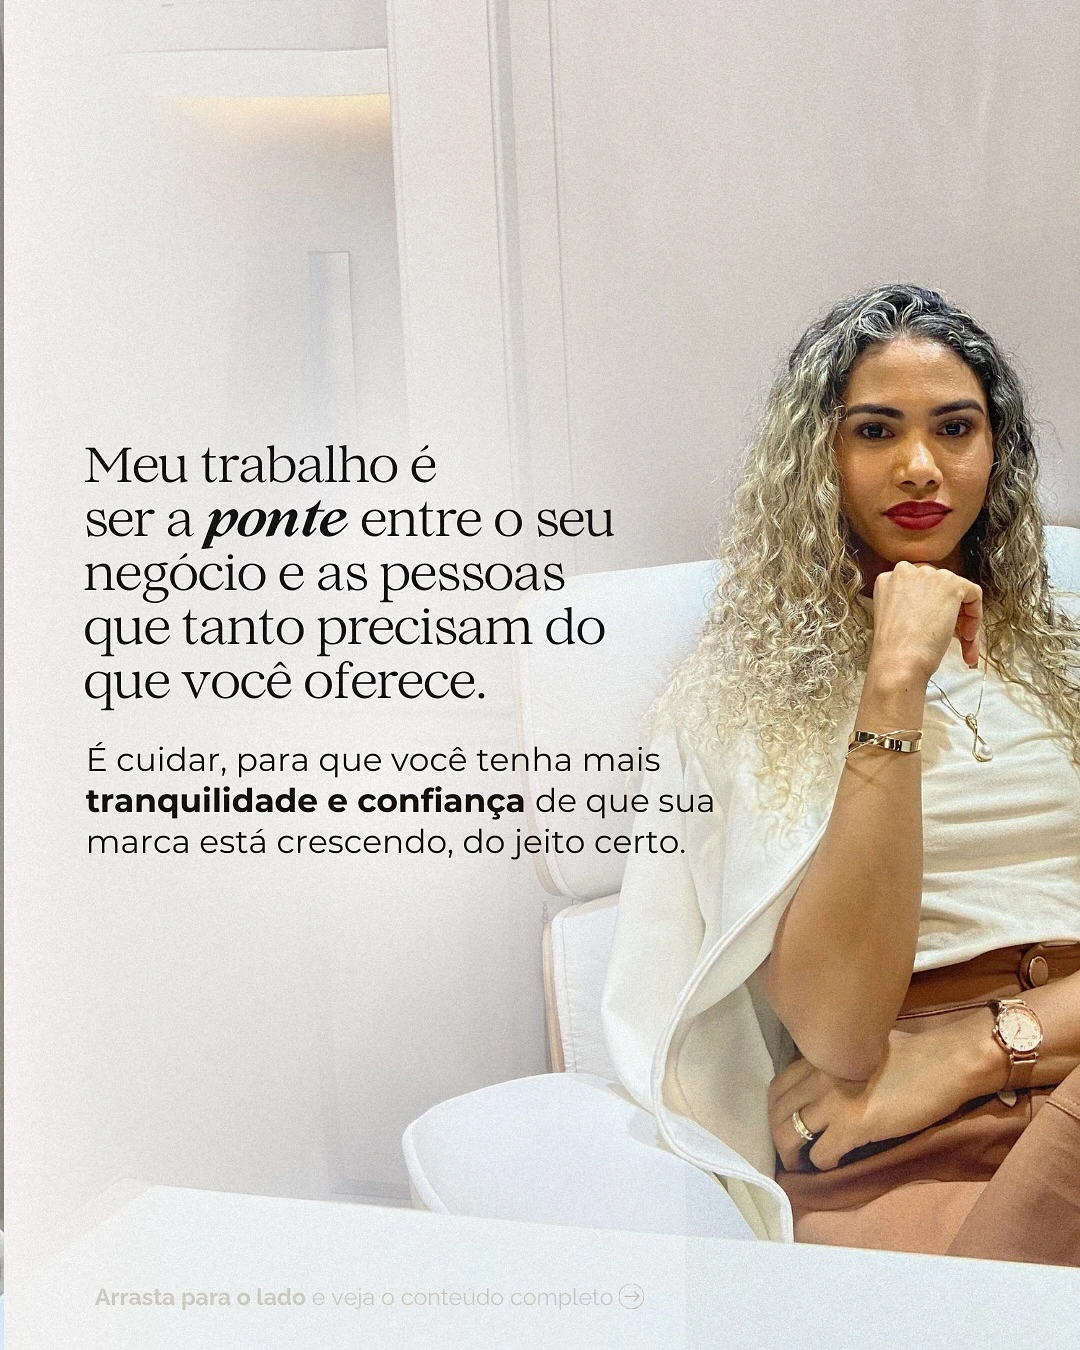 Meu trabalho é
ser a ponte entre o seu
negócio e as pessoas
que tanto precisam do
que você oferece.
É cuidar, para que você tenha mais
tranquilidade e confiança de que sua
marca está crescendo, do jeito certo.
Arrasta para o lado e veja o conteúdo completo